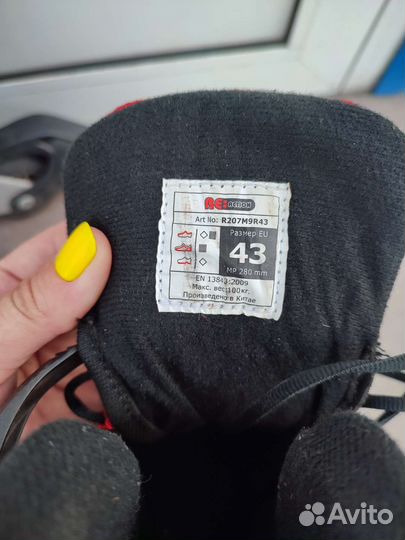 RE:ACTION
Art No: R207M9R43
Размер EU
43
MP 280 mm
EN 13843:2009
Макс. вес:100кг.
Произведено в Китае
Avito